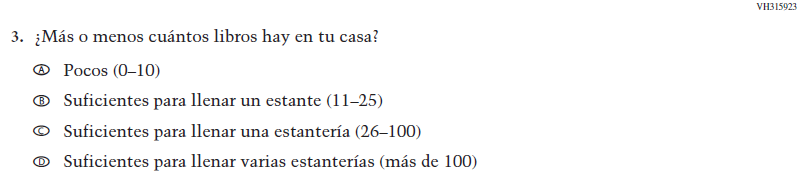 VH315923
3. ¿Más o menos cuántos libros hay en tu casa?
A Pocos (0–10)
B Suficientes para llenar un estante (11–25)
C Suficientes para llenar una estantería (26–100)
D Suficientes para llenar varias estanterías (más de 100)